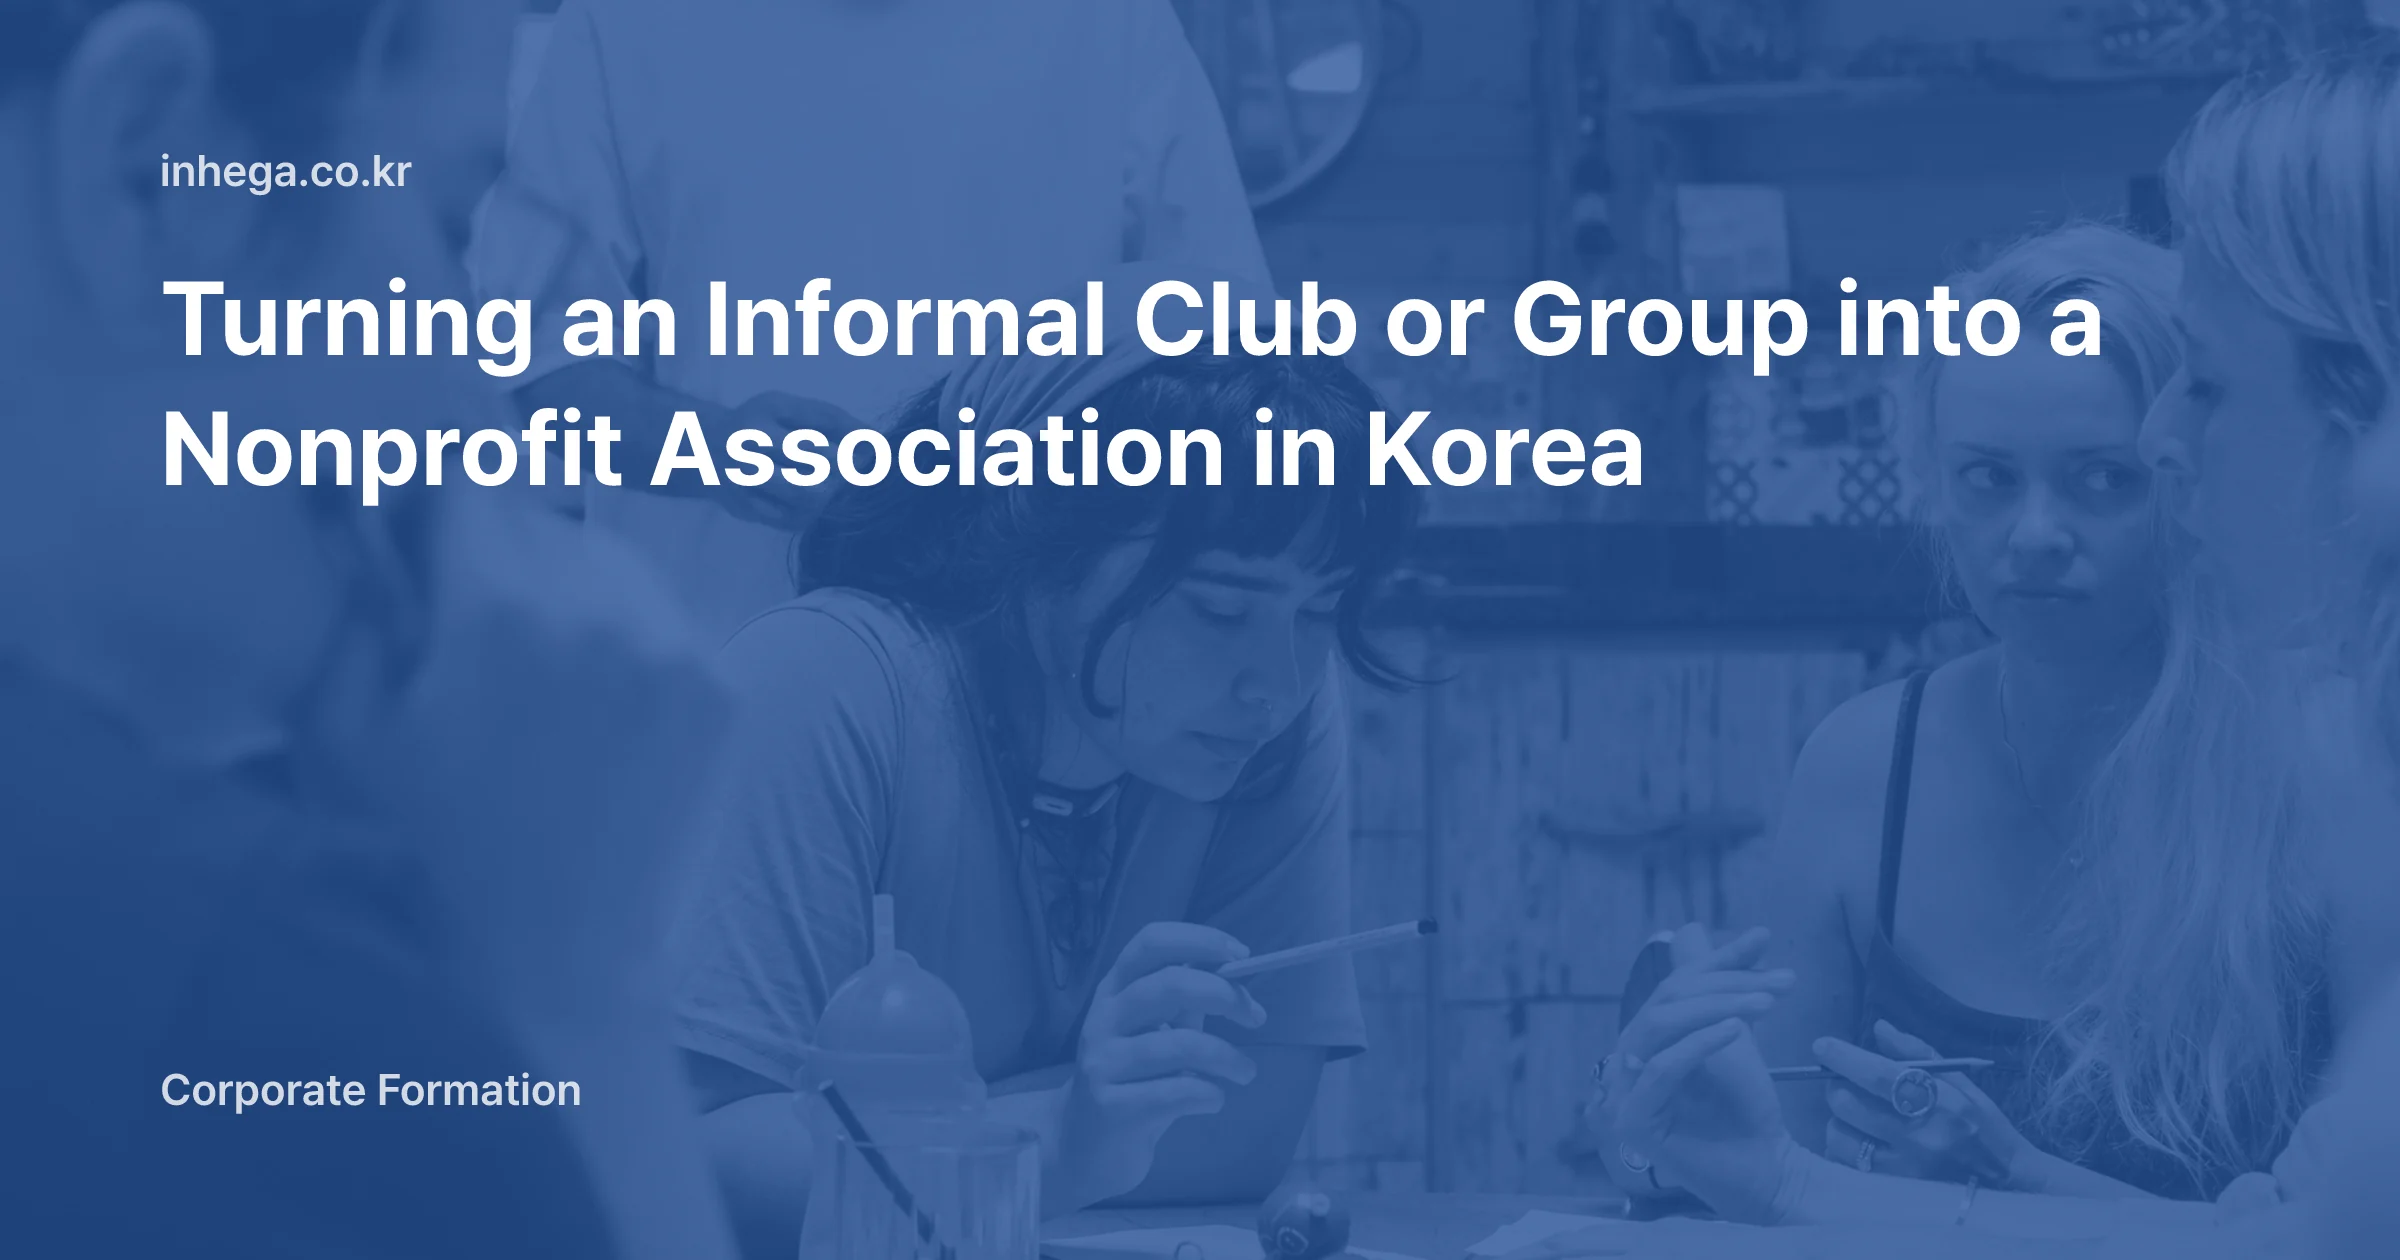 inhega.co.kr
Turning an Informal Club or Group into a
Nonprofit Association in Korea
Corporate Formation